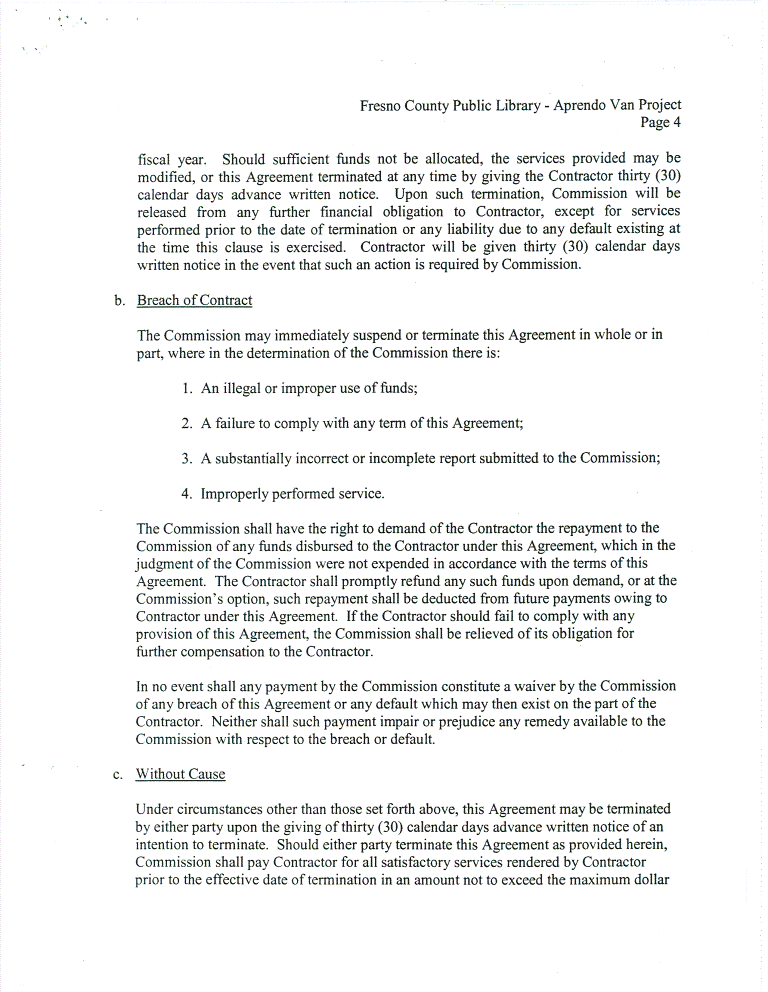 Fresno County Public Library - Aprendo Van Project
Page 4
fiscal year. Should sufficient funds not be allocated, the services provided may be
modified, or this Agreement terminated at any time by giving the Contractor thirty (30)
calendar days advance written notice. Upon such termination, Commission will be
released from any further financial obligation to Contractor, except for services
performed prior to the date of termination or any liability due to any default existing at
the time this clause is exercised. Contractor will be given thirty (30) calendar days
written notice in the event that such an action is required by Commission.
b. Breach of Contract
The Commission may immediately suspend or terminate this Agreement in whole or in
part, where in the determination of the Commission there is:
1. An illegal or improper use of funds;
2. A failure to comply with any term of this Agreement;
3. A substantially incorrect or incomplete report submitted to the Commission;
4. Improperly performed service.
The Commission shall have the right to demand of the Contractor the repayment to the
Commission of any funds disbursed to the Contractor under this Agreement, which in the
judgment of the Commission were not expended in accordance with the terms of this
Agreement. The Contractor shall promptly refund any such funds upon demand, or at the
Commission's option, such repayment shall be deducted from future payments owing to
Contractor under this Agreement. If the Contractor should fail to comply with any
provision of this Agreement, the Commission shall be relieved of its obligation for
further compensation to the Contractor.
In no event shall any payment by the Commission constitute a waiver by the Commission
of any breach of this Agreement or any default which may then exist on the part of the
Contractor. Neither shall such payment impair or prejudice any remedy available to the
Commission with respect to the breach or default.
c. Without Cause
Under circumstances other than those set forth above, this Agreement may be terminated
by either party upon the giving of thirty (30) calendar days advance written notice of an
intention to terminate. Should either party terminate this Agreement as provided herein,
Commission shall pay Contractor for all satisfactory services rendered by Contractor
prior to the effective date of termination in an amount not to exceed the maximum dollar